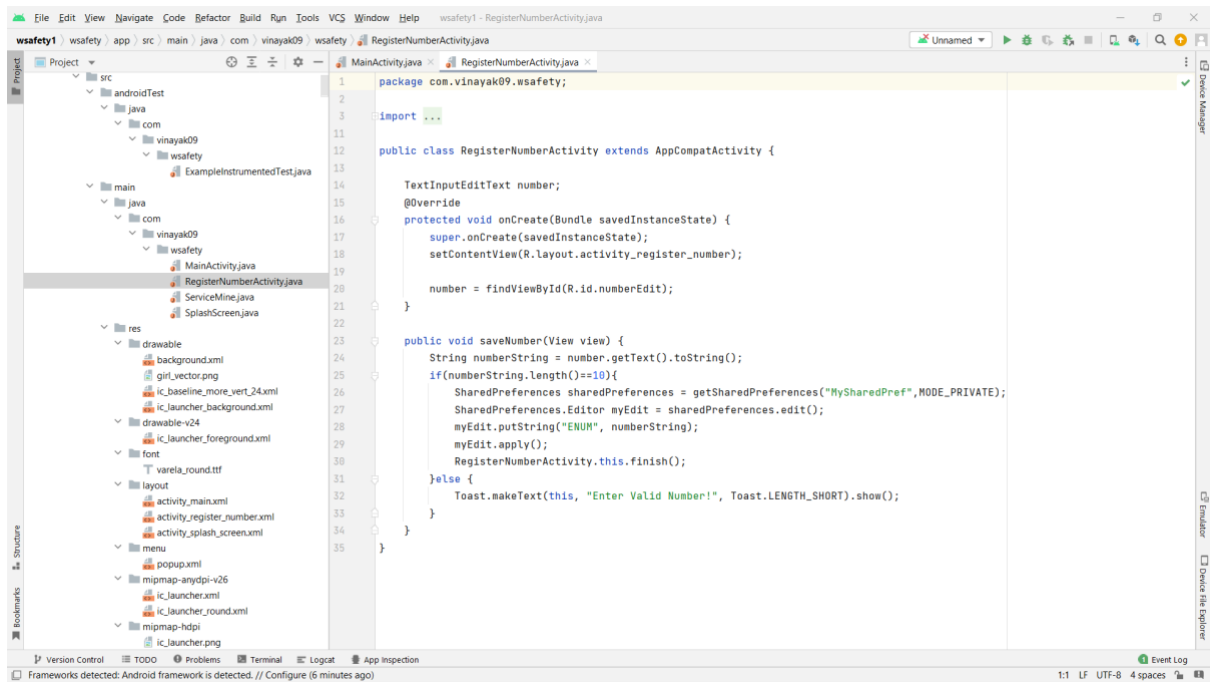 File Edit View Navigate Code Refactor Build Run Tools VCS Window Help wsafety1 - RegisterNumberActivity.java
wsafety1 wsafety app src main java com vinayak09 wsafety RegisterNumberActivity.java Unnamed
Project
MainActivity.java RegisterNumberActivity.java
Project
Bookmarks
Structure
src
androidTest
java
com
vinayak09
wsafety
ExampleInstrumentedTest.java
main
java
com
vinayak09
wsafety
MainActivity.java
RegisterNumberActivity.java
ServiceMine.java
SplashScreen.java
res
drawable
background.xml
girl_vector.png
ic_baseline_more_vert_24.xml
ic_launcher_background.xml
drawable-v24
ic_launcher_foreground.xml
font
varela_round.ttf
layout
activity_main.xml
activity_register_number.xml
activity_splash_screen.xml
menu
popup.xml
mipmap-anydpi-v26
ic_launcher.xml
ic_launcher_round.xml
mipmap-hdpi
ic_launcher.png
1 package com.vinayak09.wsafety;
2
3 import ...
11
12 public class RegisterNumberActivity extends AppCompatActivity {
13
14 TextInputEditText number;
15 @Override
16 protected void onCreate(Bundle savedInstanceState) {
17 super.onCreate(savedInstanceState);
18 setContentView(R.layout.activity_register_number);
19
20 number = findViewById(R.id.numberEdit);
21 }
22
23 public void saveNumber(View view) {
24 String numberString = number.getText().toString();
25 if(numberString.length()==10){
26 SharedPreferences sharedPreferences = getSharedPreferences("MySharedPref",MODE_PRIVATE);
27 SharedPreferences.Editor myEdit = sharedPreferences.edit();
28 myEdit.putString("ENUM", numberString);
29 myEdit.apply();
30 RegisterNumberActivity.this.finish();
31 }else {
32 Toast.makeText(this, "Enter Valid Number!", Toast.LENGTH_SHORT).show();
33 }
34 }
35 }
Device Manager
Emulator
Device File Explorer
Version Control TODO Problems Terminal Logcat App Inspection 1 Event Log
Frameworks detected: Android framework is detected. // Configure (6 minutes ago) 1:1 LF UTF-8 4 spaces